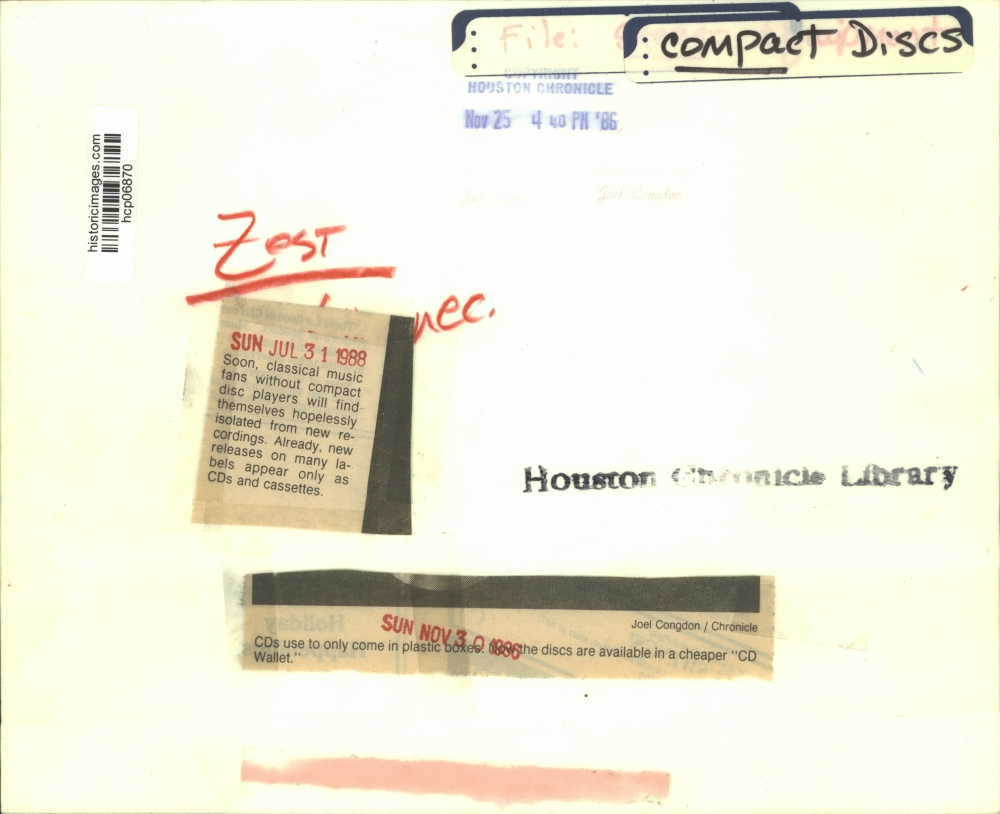 File:
compact Discs
COPYRIGHT
HOUSTON CHRONICLE
Nov 25 4 40 PM '86
historicimages.com
hcp06870
Joel Congdon
Zest
nec.
SUN JUL 31 1988
Soon, classical music
fans without compact
disc players will find
themselves hopelessly
isolated from new re-
cordings. Already, new
releases on many la-
bels appear only as
CDs and cassettes.
Houston Chronicle Library
Joel Congdon / Chronicle
SUN NOV 30 1986
CDs use to only come in plastic boxes. Now the discs are available in a cheaper "CD
Wallet."